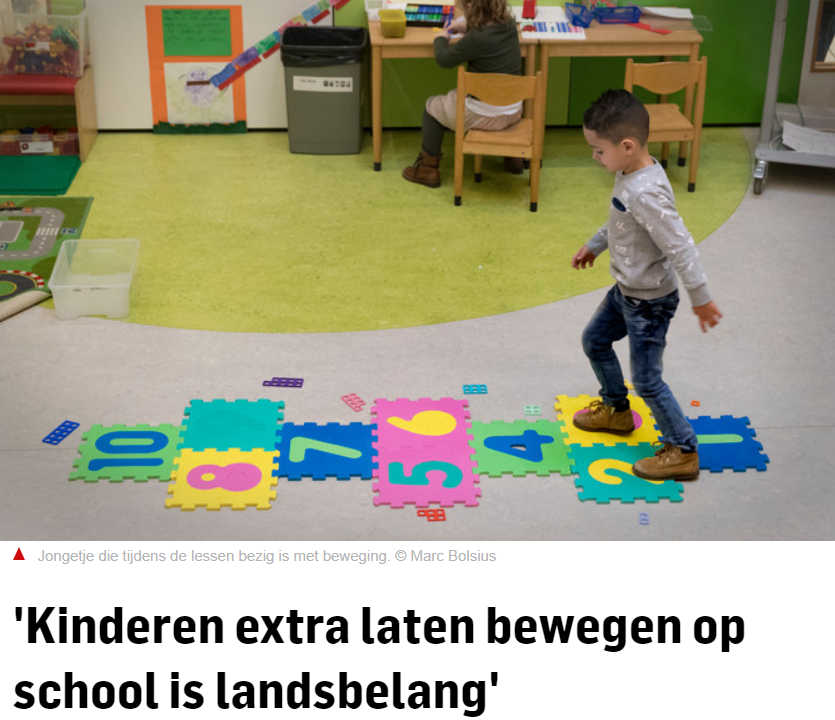 10
7
6
4
1
8
5
2
Jongetje die tijdens de lessen bezig is met beweging. © Marc Bolsius
'Kinderen extra laten bewegen op
school is landsbelang'